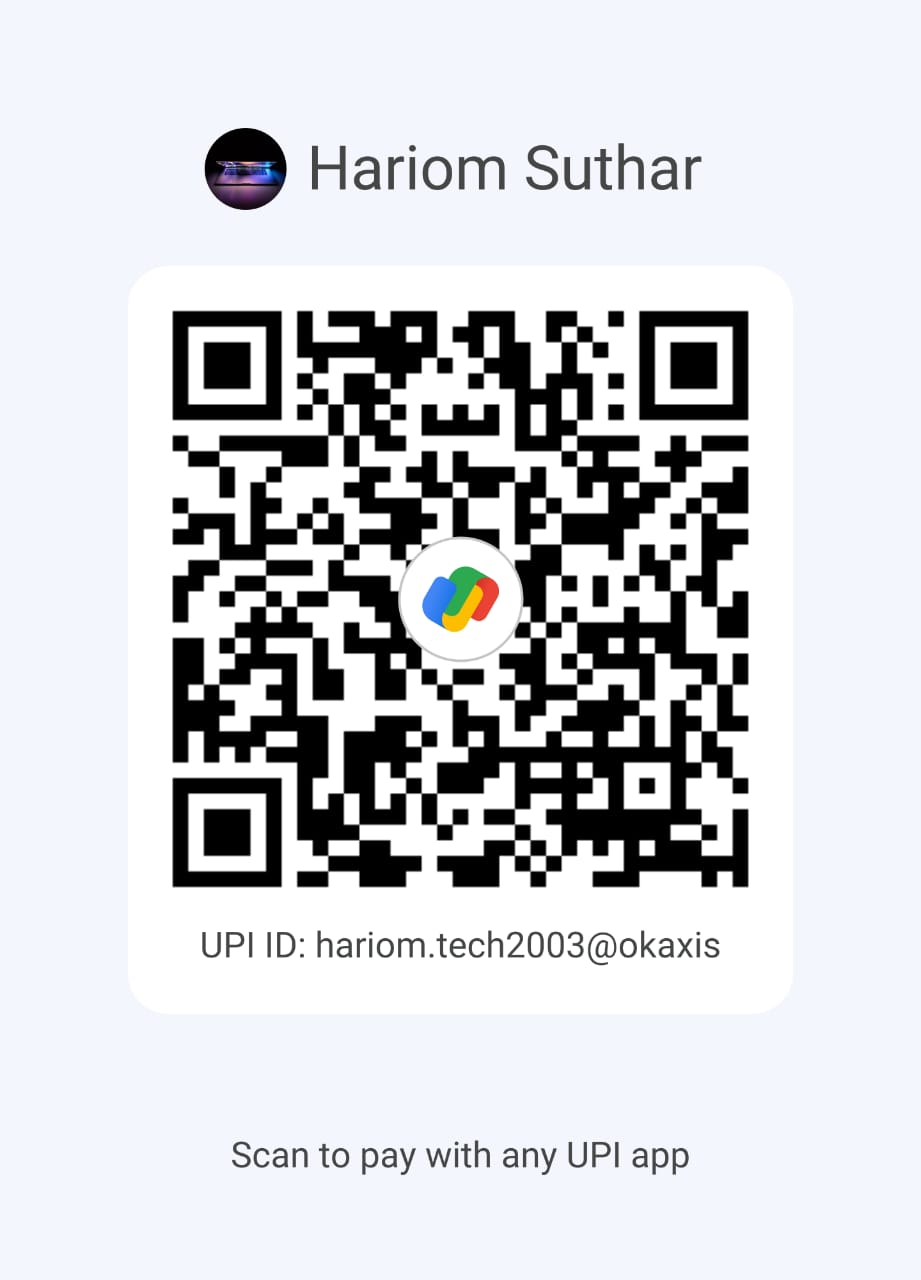 Hariom Suthar
UPI ID: hariom.tech2003@okaxis
Scan to pay with any UPI app